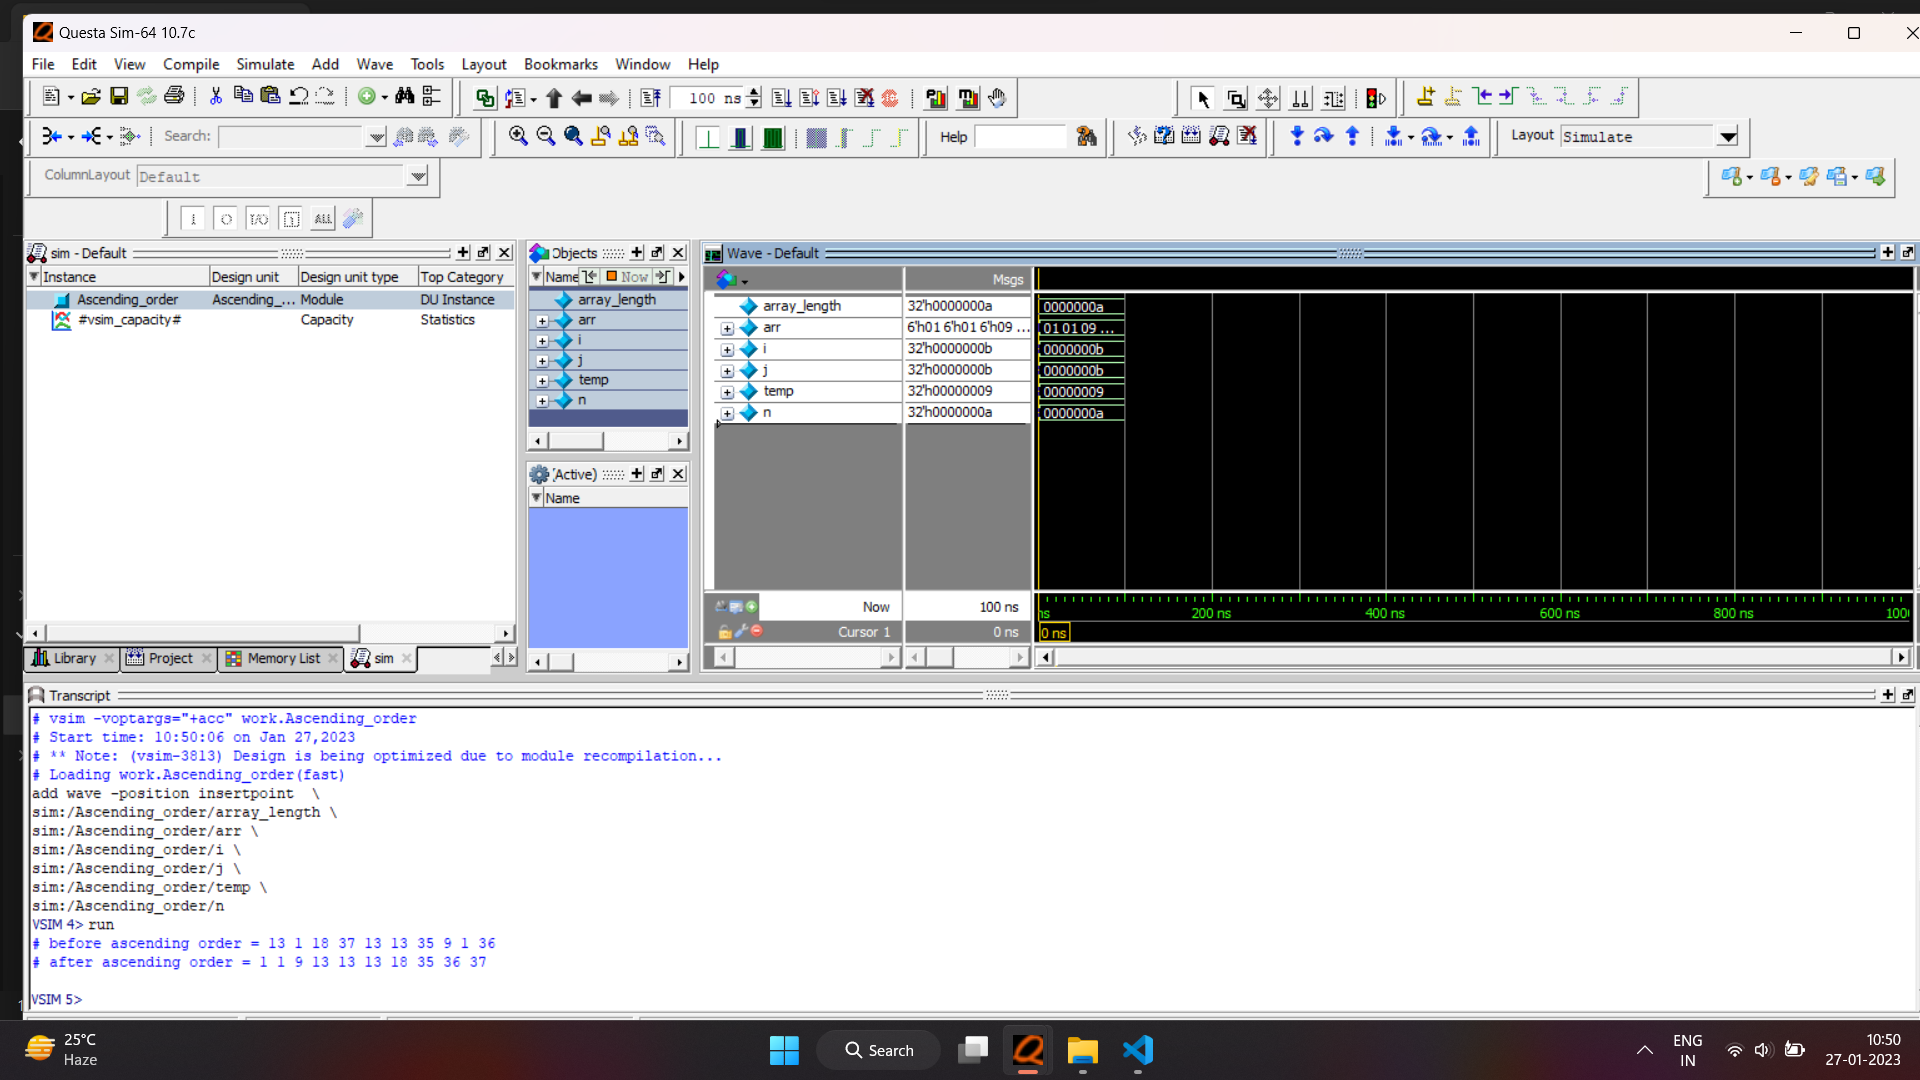 Questa Sim-64 10.7c
File Edit View Compile Simulate Add Wave Tools Layout Bookmarks Window Help
100 ns
Search: Help Layout Simulate
ColumnLayout Default
I/O ALL
sim - Default
Instance Design unit Design unit type Top Category
Ascending_order Ascending_... Module DU Instance
#vsim_capacity# Capacity Statistics
Library Project Memory List sim
Objects
Name Now
array_length
arr
i
j
temp
n
(Active)
Name
Wave - Default
Msgs
array_length 32'h0000000a 0000000a
arr 6'h01 6'h01 6'h09 ... 01 01 09 ...
i 32'h0000000b 0000000b
j 32'h0000000b 0000000b
temp 32'h00000009 00000009
n 32'h0000000a 0000000a
Now 100 ns ns 200 ns 400 ns 600 ns 800 ns 100
Cursor 1 0 ns 0 ns
Transcript
# vsim -voptargs="+acc" work.Ascending_order
# Start time: 10:50:06 on Jan 27,2023
# ** Note: (vsim-3813) Design is being optimized due to module recompilation...
# Loading work.Ascending_order(fast)
add wave -position insertpoint \
sim:/Ascending_order/array_length \
sim:/Ascending_order/arr \
sim:/Ascending_order/i \
sim:/Ascending_order/j \
sim:/Ascending_order/temp \
sim:/Ascending_order/n
VSIM 4> run
# before ascending order = 13 1 18 37 13 13 35 9 1 36
# after ascending order = 1 1 9 13 13 13 18 35 36 37
VSIM 5>
25°C
Haze
Search
ENG
IN
10:50
27-01-2023